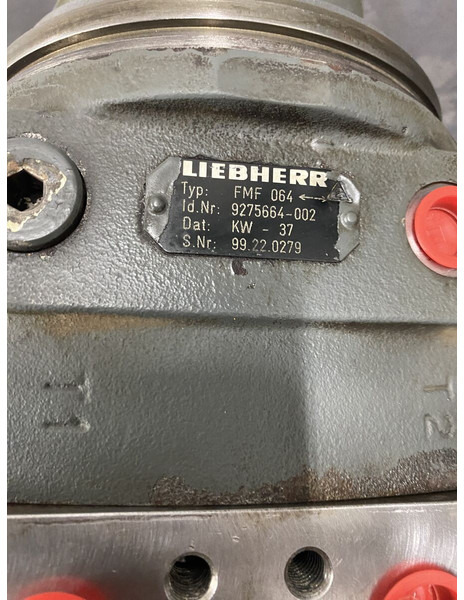 LIEBHERR
Typ: FMF 064
Id.Nr: 9275664-002
Dat: KW - 37
S.Nr: 99.22.0279
T1 T2